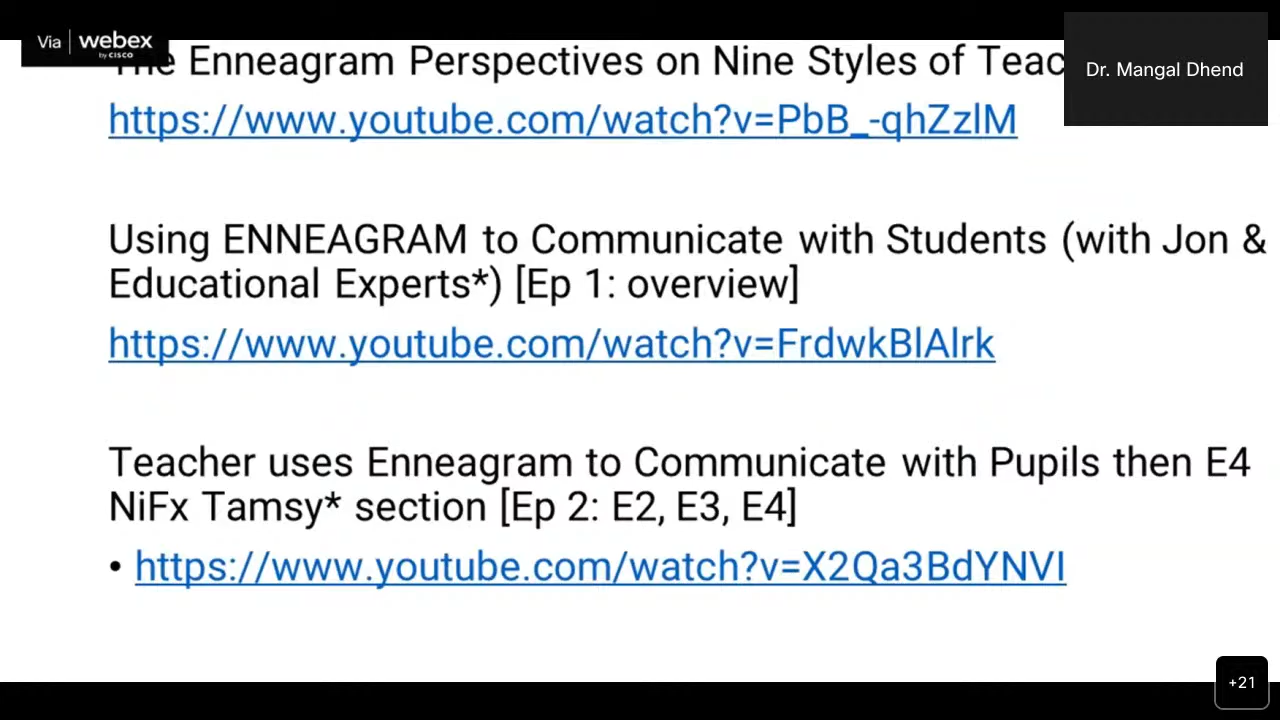 Via webex
by CISCO
The Enneagram Perspectives on Nine Styles of Teac
Dr. Mangal Dhend
https://www.youtube.com/watch?v=PbB_-qhZzlM
Using ENNEAGRAM to Communicate with Students (with Jon &
Educational Experts*) [Ep 1: overview]
https://www.youtube.com/watch?v=FrdwkBlAlrk
Teacher uses Enneagram to Communicate with Pupils then E4
NiFx Tamsy* section [Ep 2: E2, E3, E4]
• https://www.youtube.com/watch?v=X2Qa3BdYNVI
+21